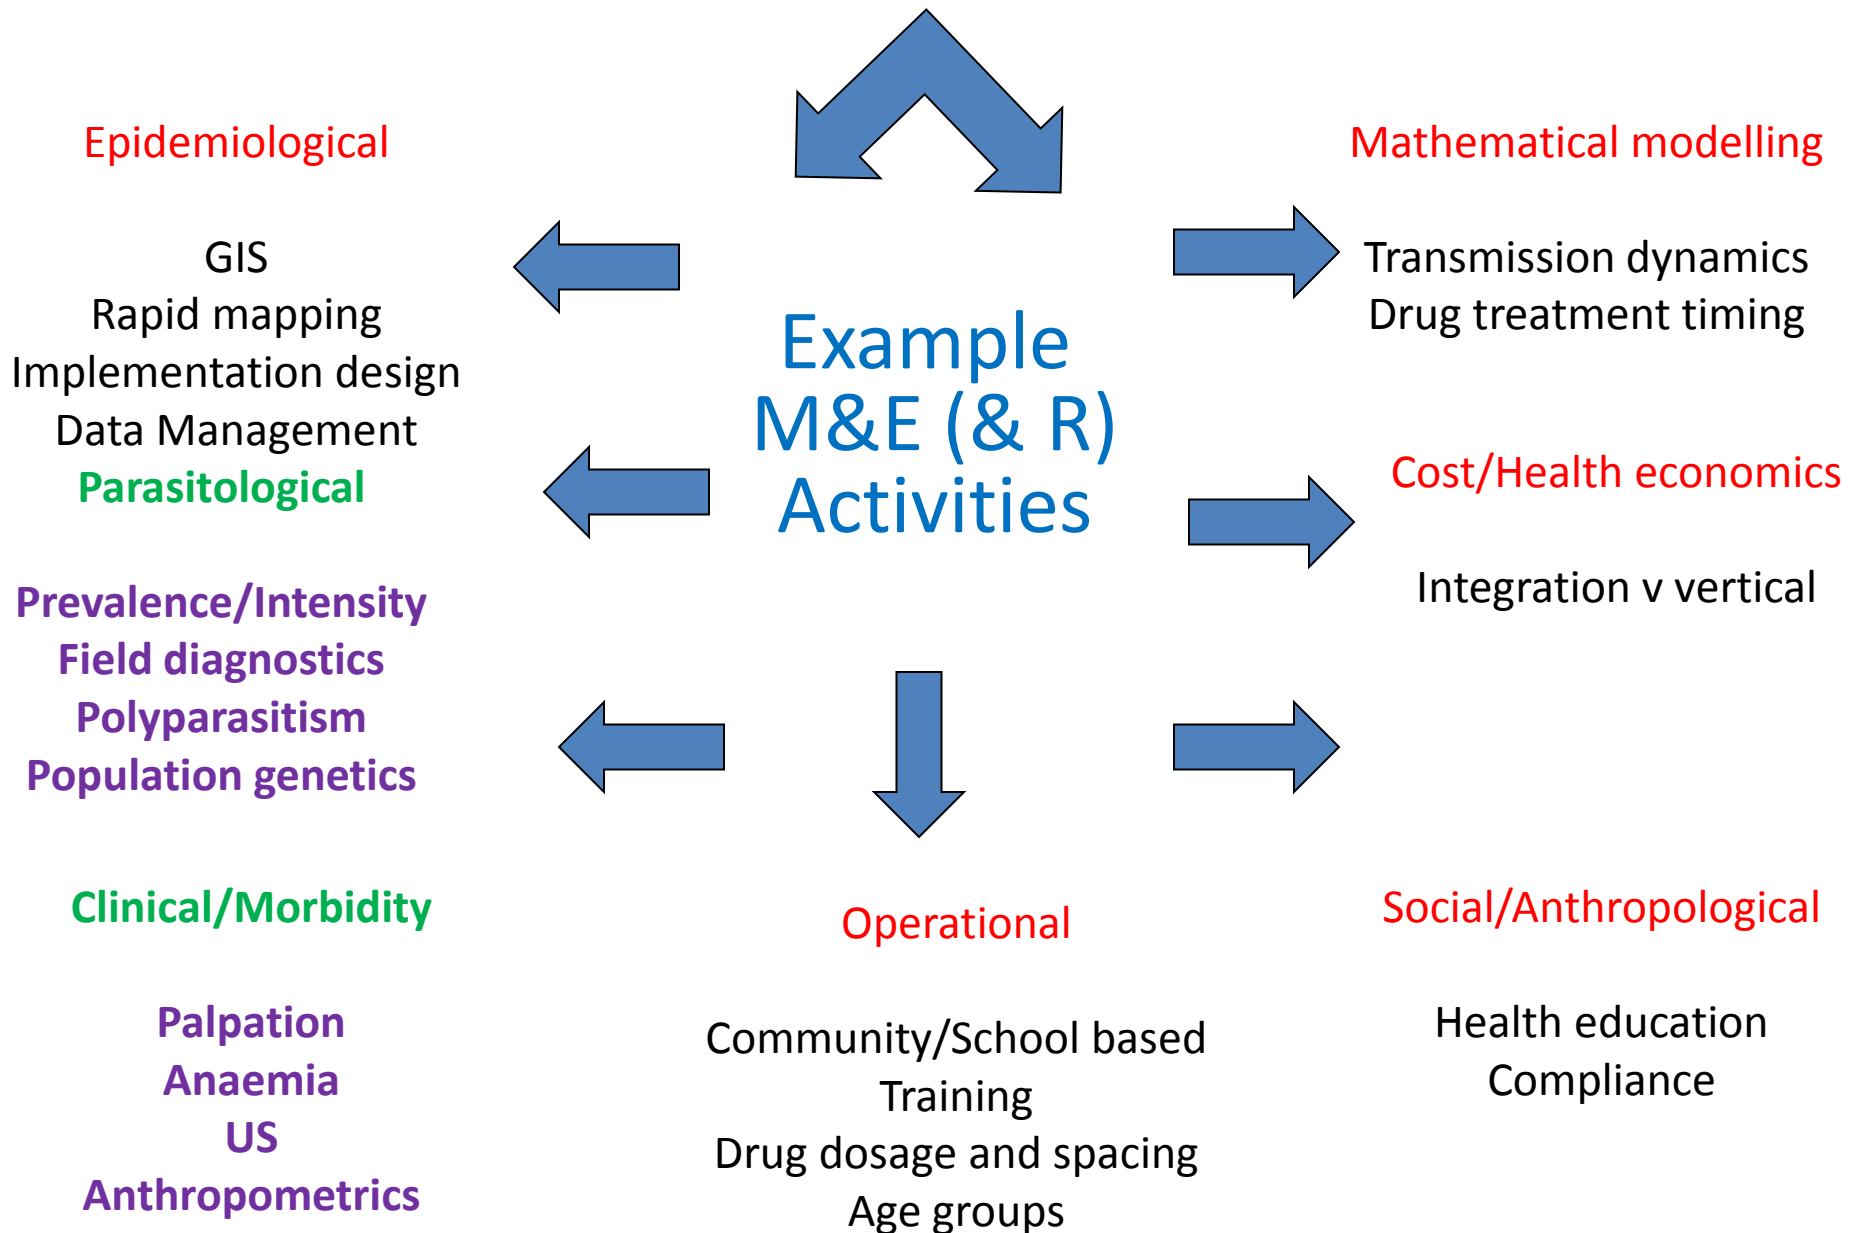 Epidemiological
GIS
Rapid mapping
Implementation design
Data Management
Parasitological
Prevalence/Intensity
Field diagnostics
Polyparasitism
Population genetics
Clinical/Morbidity
Palpation
Anaemia
US
Anthropometrics
Example
M&E (& R)
Activities
Operational
Community/School based
Training
Drug dosage and spacing
Age groups
Mathematical modelling
Transmission dynamics
Drug treatment timing
Cost/Health economics
Integration v vertical
Social/Anthropological
Health education
Compliance